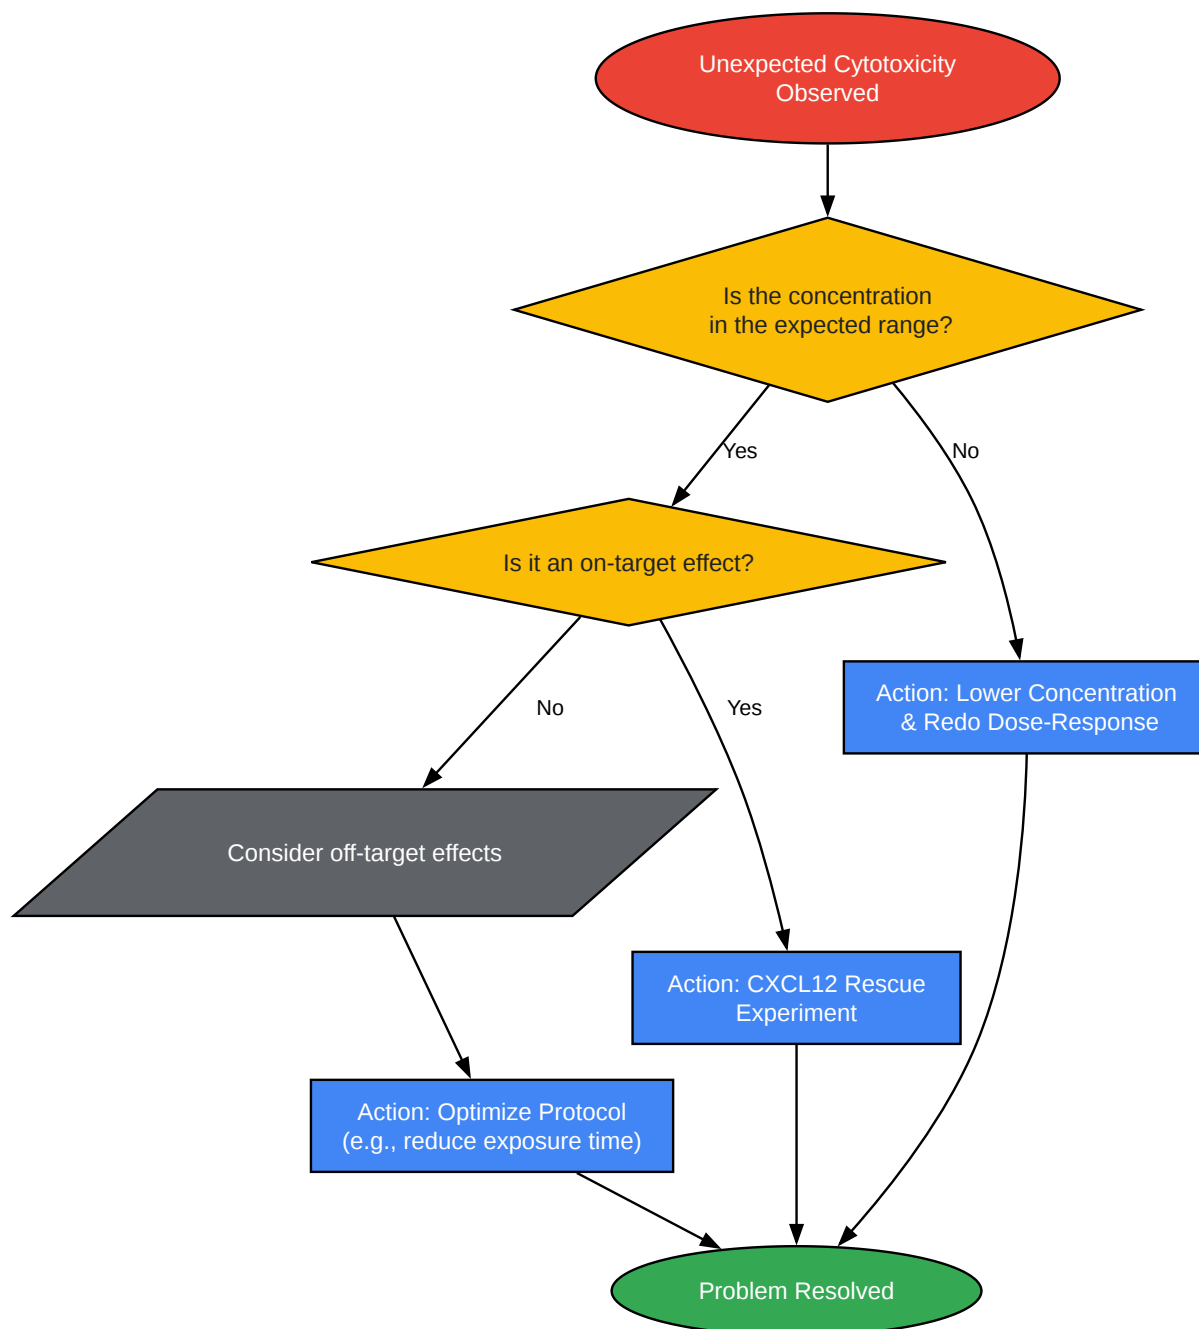 Unexpected Cytotoxicity
Observed
Is the concentration
in the expected range?
Yes
No
Is it an on-target effect?
No
Yes
Action: Lower Concentration
& Redo Dose-Response
Consider off-target effects
Action: CXCL12 Rescue
Experiment
Action: Optimize Protocol
(e.g., reduce exposure time)
Problem Resolved